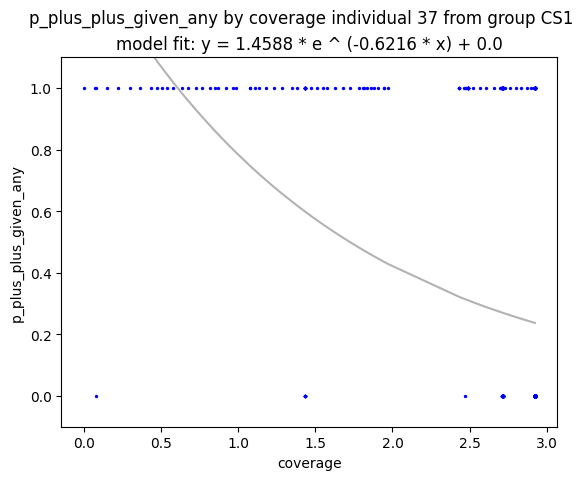 p_plus_plus_given_any by coverage individual 37 from group CS1
model fit: y = 1.4588 * e ^ (-0.6216 * x) + 0.0
1.0
0.8
0.6
0.4
0.2
0.0
p_plus_plus_given_any
0.0 0.5 1.0 1.5 2.0 2.5 3.0
coverage